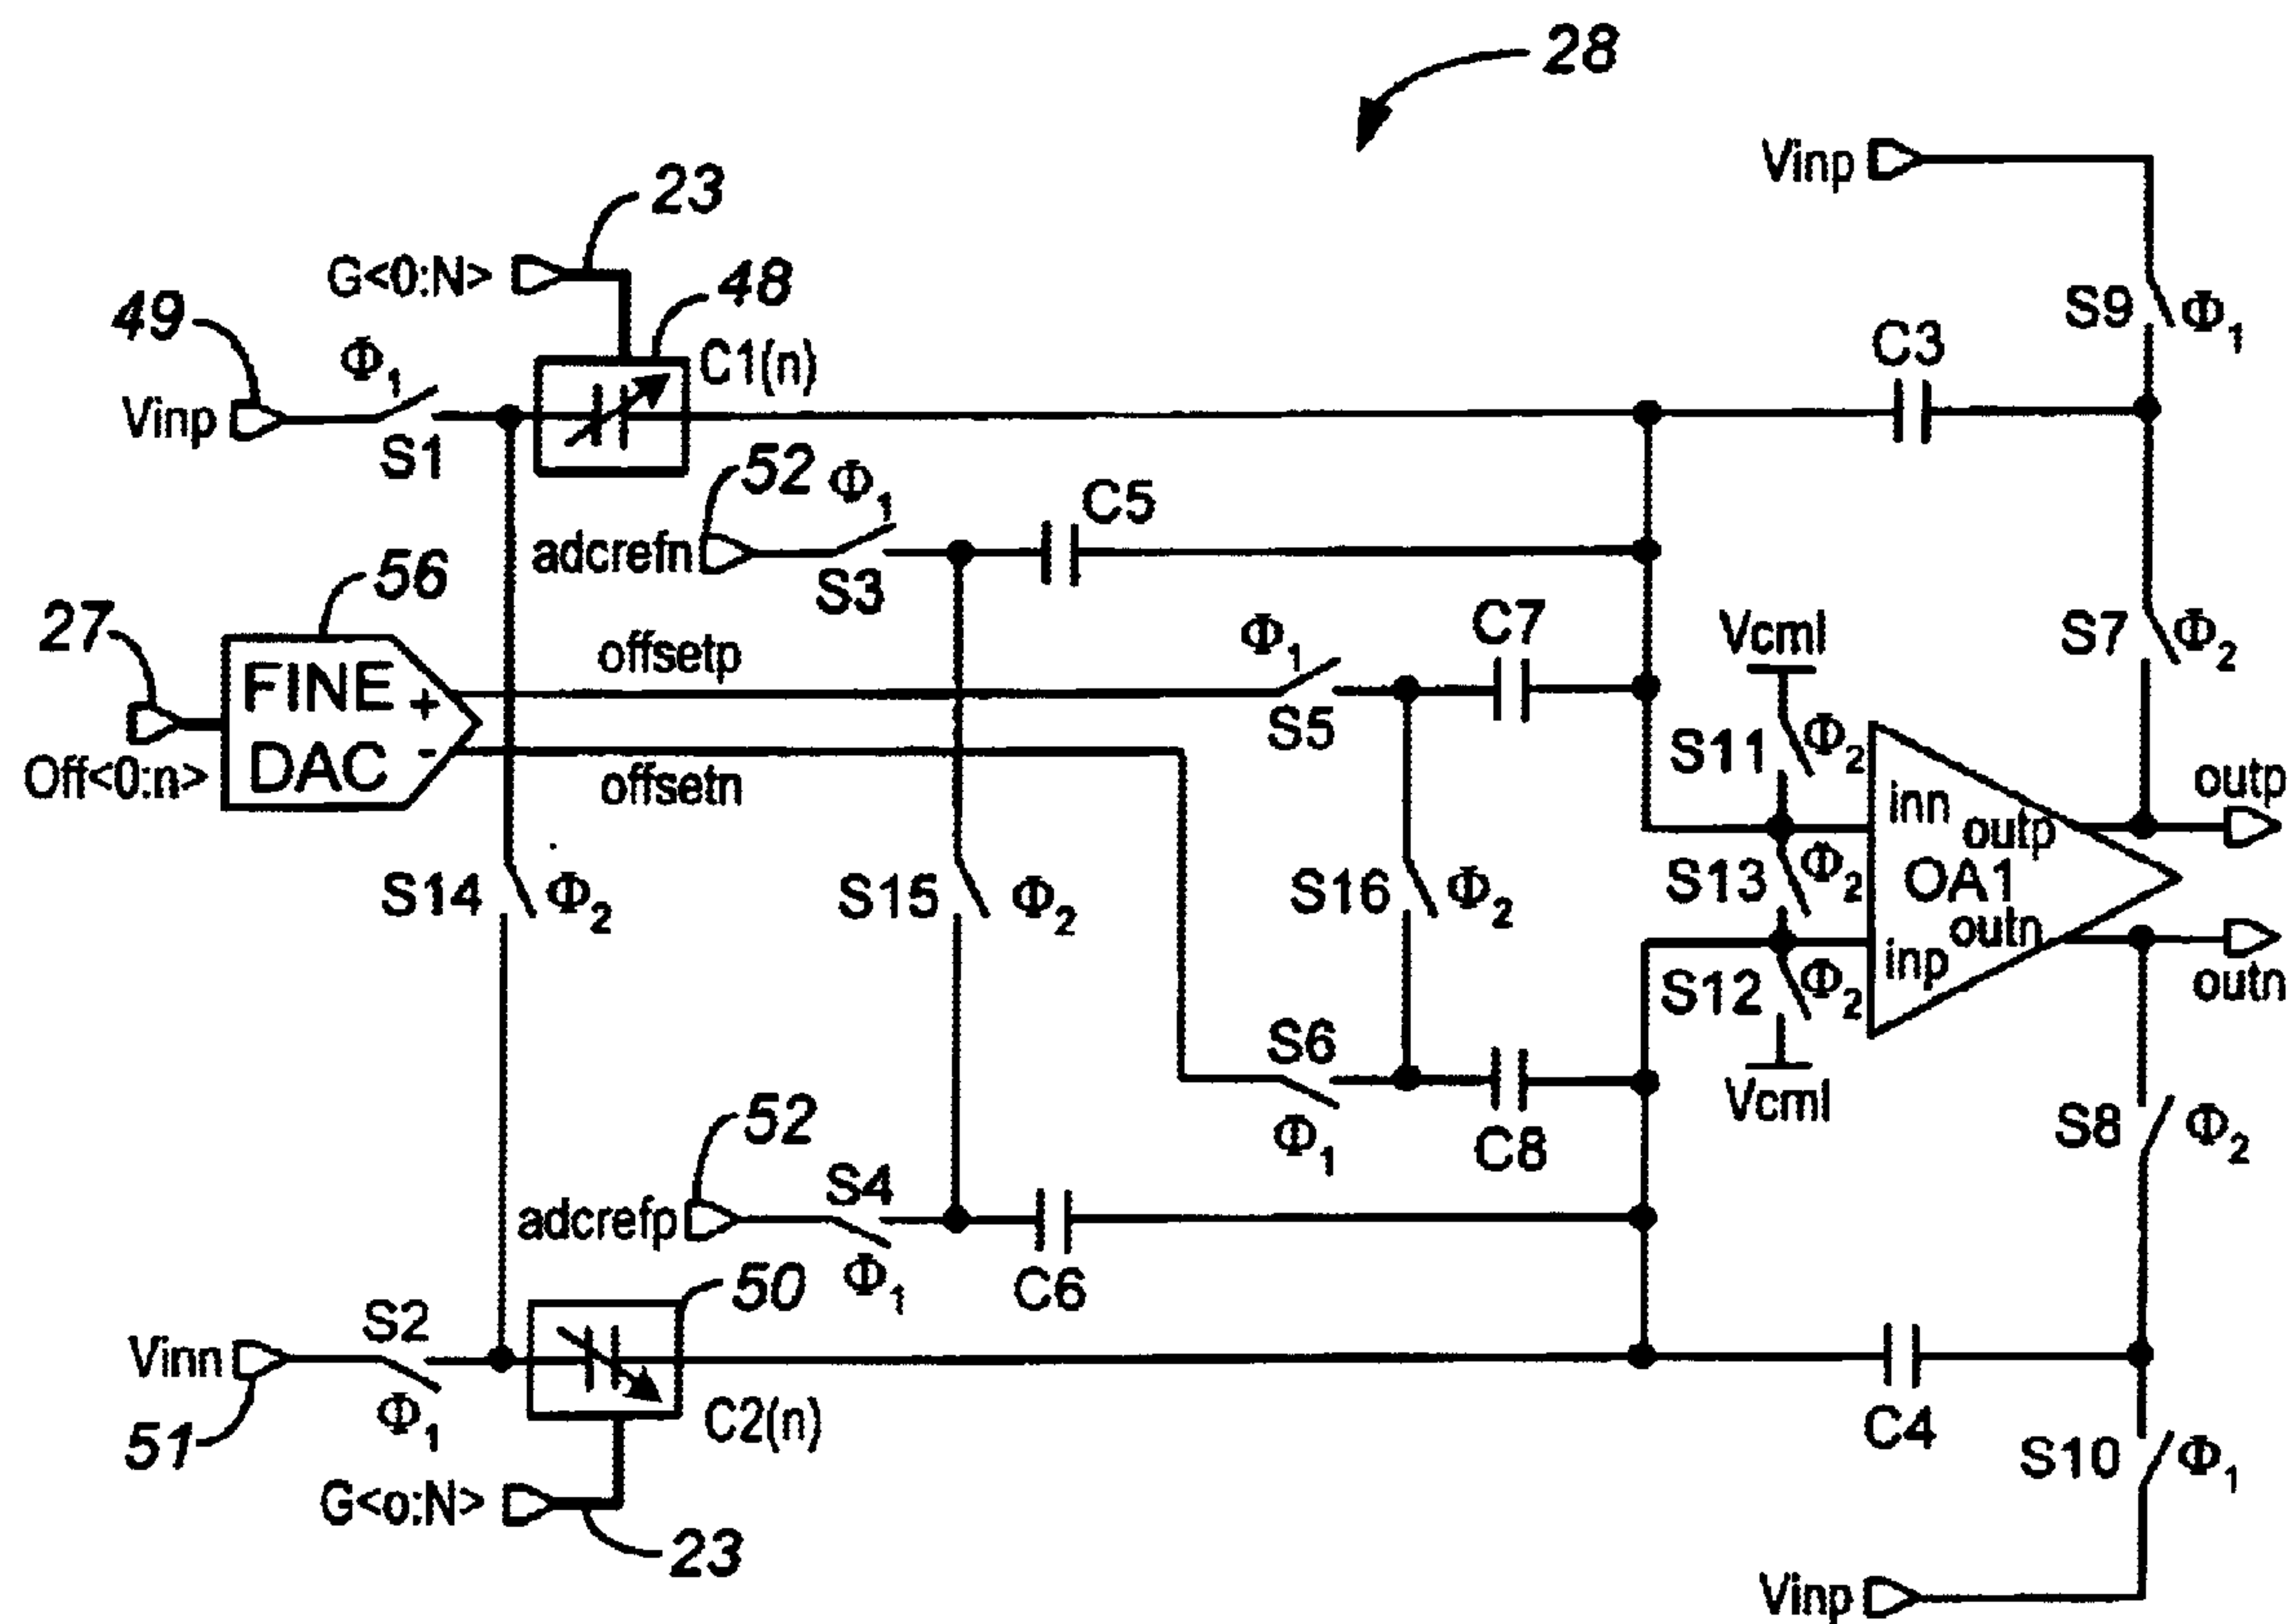 28
Vinp
23
G<0:N>
48
49
Φ1
C1(n)
S9 Φ1
C3
Vinp
S1
52
Φ1
C5
adcrefn
S3
56
27
FINE DAC
+
-
Off<0:n>
offsetp
offsetn
Φ1
S5
C7
Vcml
S7 Φ2
S11 Φ2
inn
outp
outp
S14 Φ2
S15 Φ2
S16 Φ2
S13 Φ2
OA1
outn
inp
outn
S12 Φ2
Vcml
S6
Φ1
C8
S8 Φ2
52
adcrefp
S4
Φ1
C6
50
Vinn
S2
Φ1
51
C2(n)
C4
S10 Φ1
G<o:N>
23
Vinp